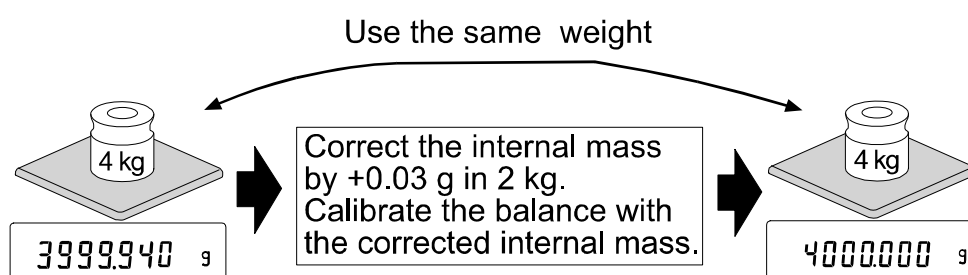 Use the same weight
4 kg
Correct the internal mass
by +0.03 g in 2 kg.
Calibrate the balance with
the corrected internal mass.
4 kg
3999.940 g
4000.000 g